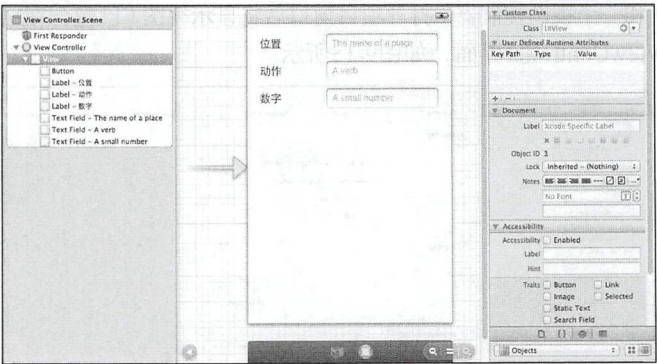 View Controller Scene
First Responder
View Controller
View
Button
Label – 位置
Label – 动作
Label – 数字
Text Field – The name of a place
Text Field – A verb
Text Field – A small number
位置
The name of a place
动作
A verb
数字
A small number
Custom Class
Class UIView
User Defined Runtime Attributes
Key Path Type Value
Document
Label Xcode Specific Label
Object ID 3
Lock Inherited – (Nothing)
Notes
No Font
Accessibility
Accessibility Enabled
Label
Hint
Traits Button Link
Image Selected
Static Text
Search Field
Objects